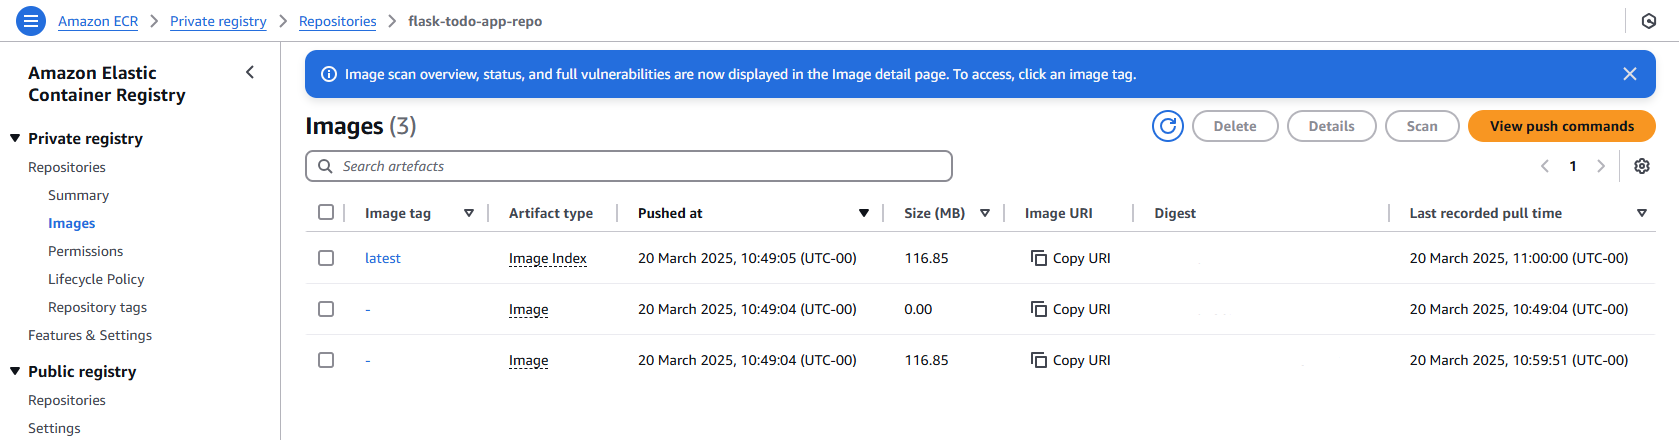 Amazon ECR > Private registry > Repositories > flask-todo-app-repo
Amazon Elastic
Container Registry
Private registry
Repositories
Summary
Images
Permissions
Lifecycle Policy
Repository tags
Features & Settings
Public registry
Repositories
Settings
Image scan overview, status, and full vulnerabilities are now displayed in the Image detail page. To access, click an image tag.
Images (3)
Delete Details Scan View push commands
Search artefacts
1
Image tag Artifact type Pushed at Size (MB) Image URI Digest Last recorded pull time
latest Image Index 20 March 2025, 10:49:05 (UTC-00) 116.85 Copy URI 20 March 2025, 11:00:00 (UTC-00)
- Image 20 March 2025, 10:49:04 (UTC-00) 0.00 Copy URI 20 March 2025, 10:49:04 (UTC-00)
- Image 20 March 2025, 10:49:04 (UTC-00) 116.85 Copy URI 20 March 2025, 10:59:51 (UTC-00)